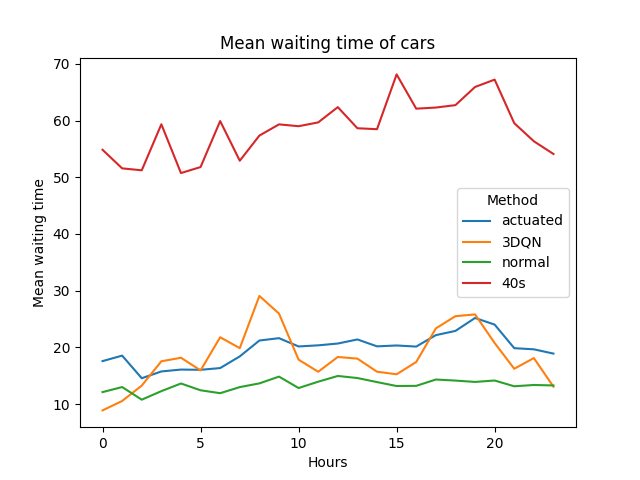 Mean waiting time of cars
70
60
50
40
30
20
10
Mean waiting time
Method
actuated
3DQN
normal
40s
0 5 10 15 20
Hours